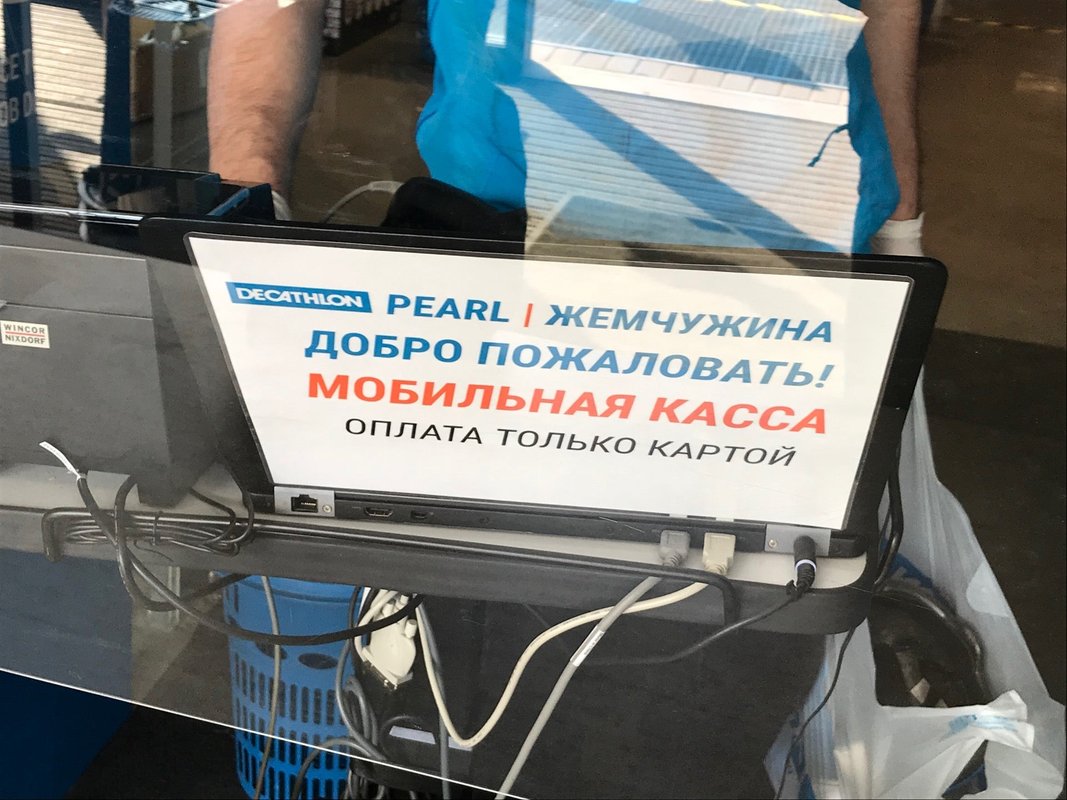 WINCOR
NIXDORF
DECATHLON PEARL | ЖЕМЧУЖИНА
ДОБРО ПОЖАЛОВАТЬ!
МОБИЛЬНАЯ КАССА
ОПЛАТА ТОЛЬКО КАРТОЙ